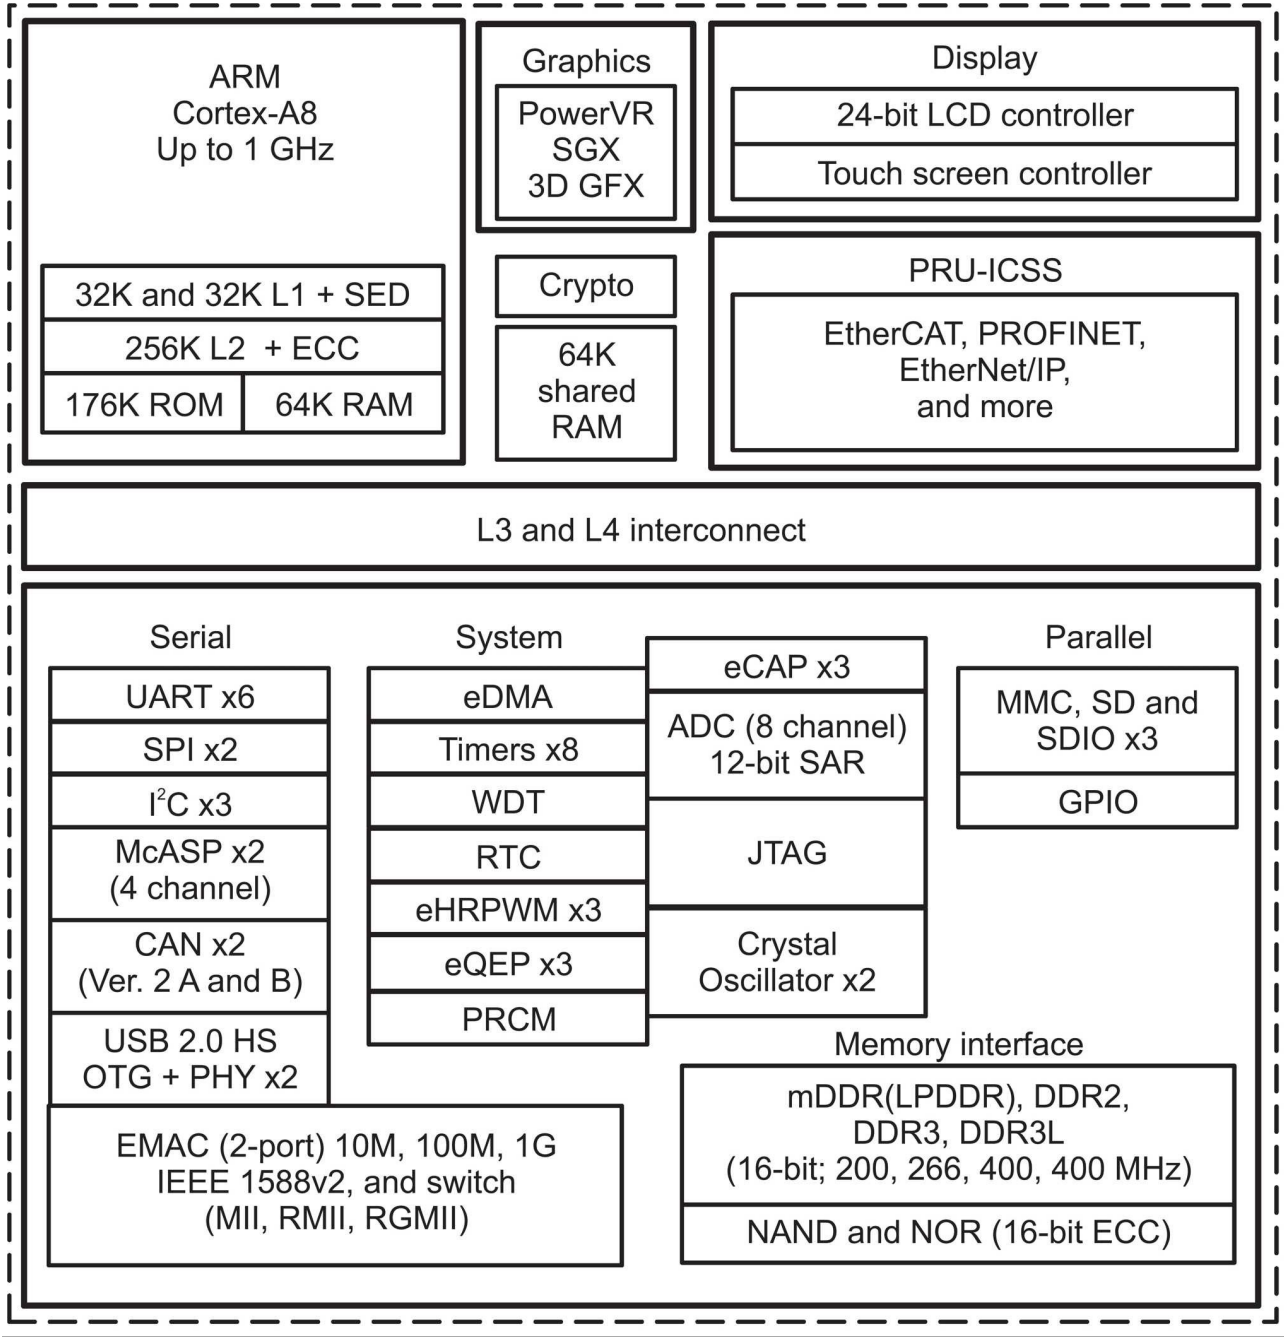 ARM
Cortex-A8
Up to 1 GHz
32K and 32K L1 + SED
256K L2 + ECC
176K ROM
64K RAM
Graphics
PowerVR
SGX
3D GFX
Crypto
64K
shared
RAM
Display
24-bit LCD controller
Touch screen controller
PRU-ICSS
EtherCAT, PROFINET,
EtherNet/IP,
and more
L3 and L4 interconnect
Serial
UART x6
SPI x2
I²C x3
McASP x2
(4 channel)
CAN x2
(Ver. 2 A and B)
USB 2.0 HS
OTG + PHY x2
EMAC (2-port) 10M, 100M, 1G
IEEE 1588v2, and switch
(MII, RMII, RGMII)
System
eDMA
Timers x8
WDT
RTC
eHRPWM x3
eQEP x3
PRCM
eCAP x3
ADC (8 channel)
12-bit SAR
JTAG
Crystal
Oscillator x2
Parallel
MMC, SD and
SDIO x3
GPIO
Memory interface
mDDR(LPDDR), DDR2,
DDR3, DDR3L
(16-bit; 200, 266, 400, 400 MHz)
NAND and NOR (16-bit ECC)